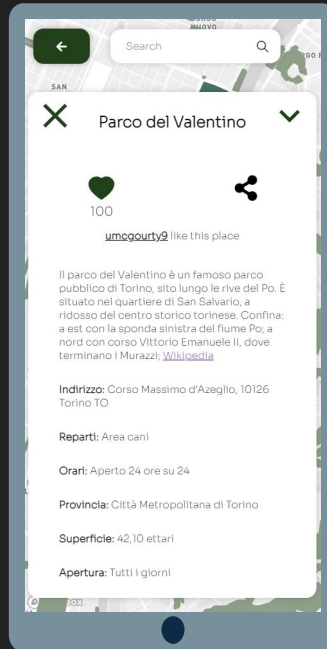 NUOVO
Search
RGO R
SAN
Parco del Valentino
100
umcgourty9 like this place
Il parco del Valentino è un famoso parco
pubblico di Torino, sito lungo le rive del Po. È
situato nel quartiere di San Salvario, a
ridosso del centro storico torinese. Confina:
a est con la sponda sinistra del fiume Po; a
nord con corso Vittorio Emanuele II, dove
terminano i Murazzi; Wikipedia
Indirizzo: Corso Massimo d'Azeglio, 10126
Torino TO
Reparti: Area cani
Orari: Aperto 24 ore su 24
Provincia: Città Metropolitana di Torino
Superficie: 42,10 ettari
Apertura: Tutti i giorni